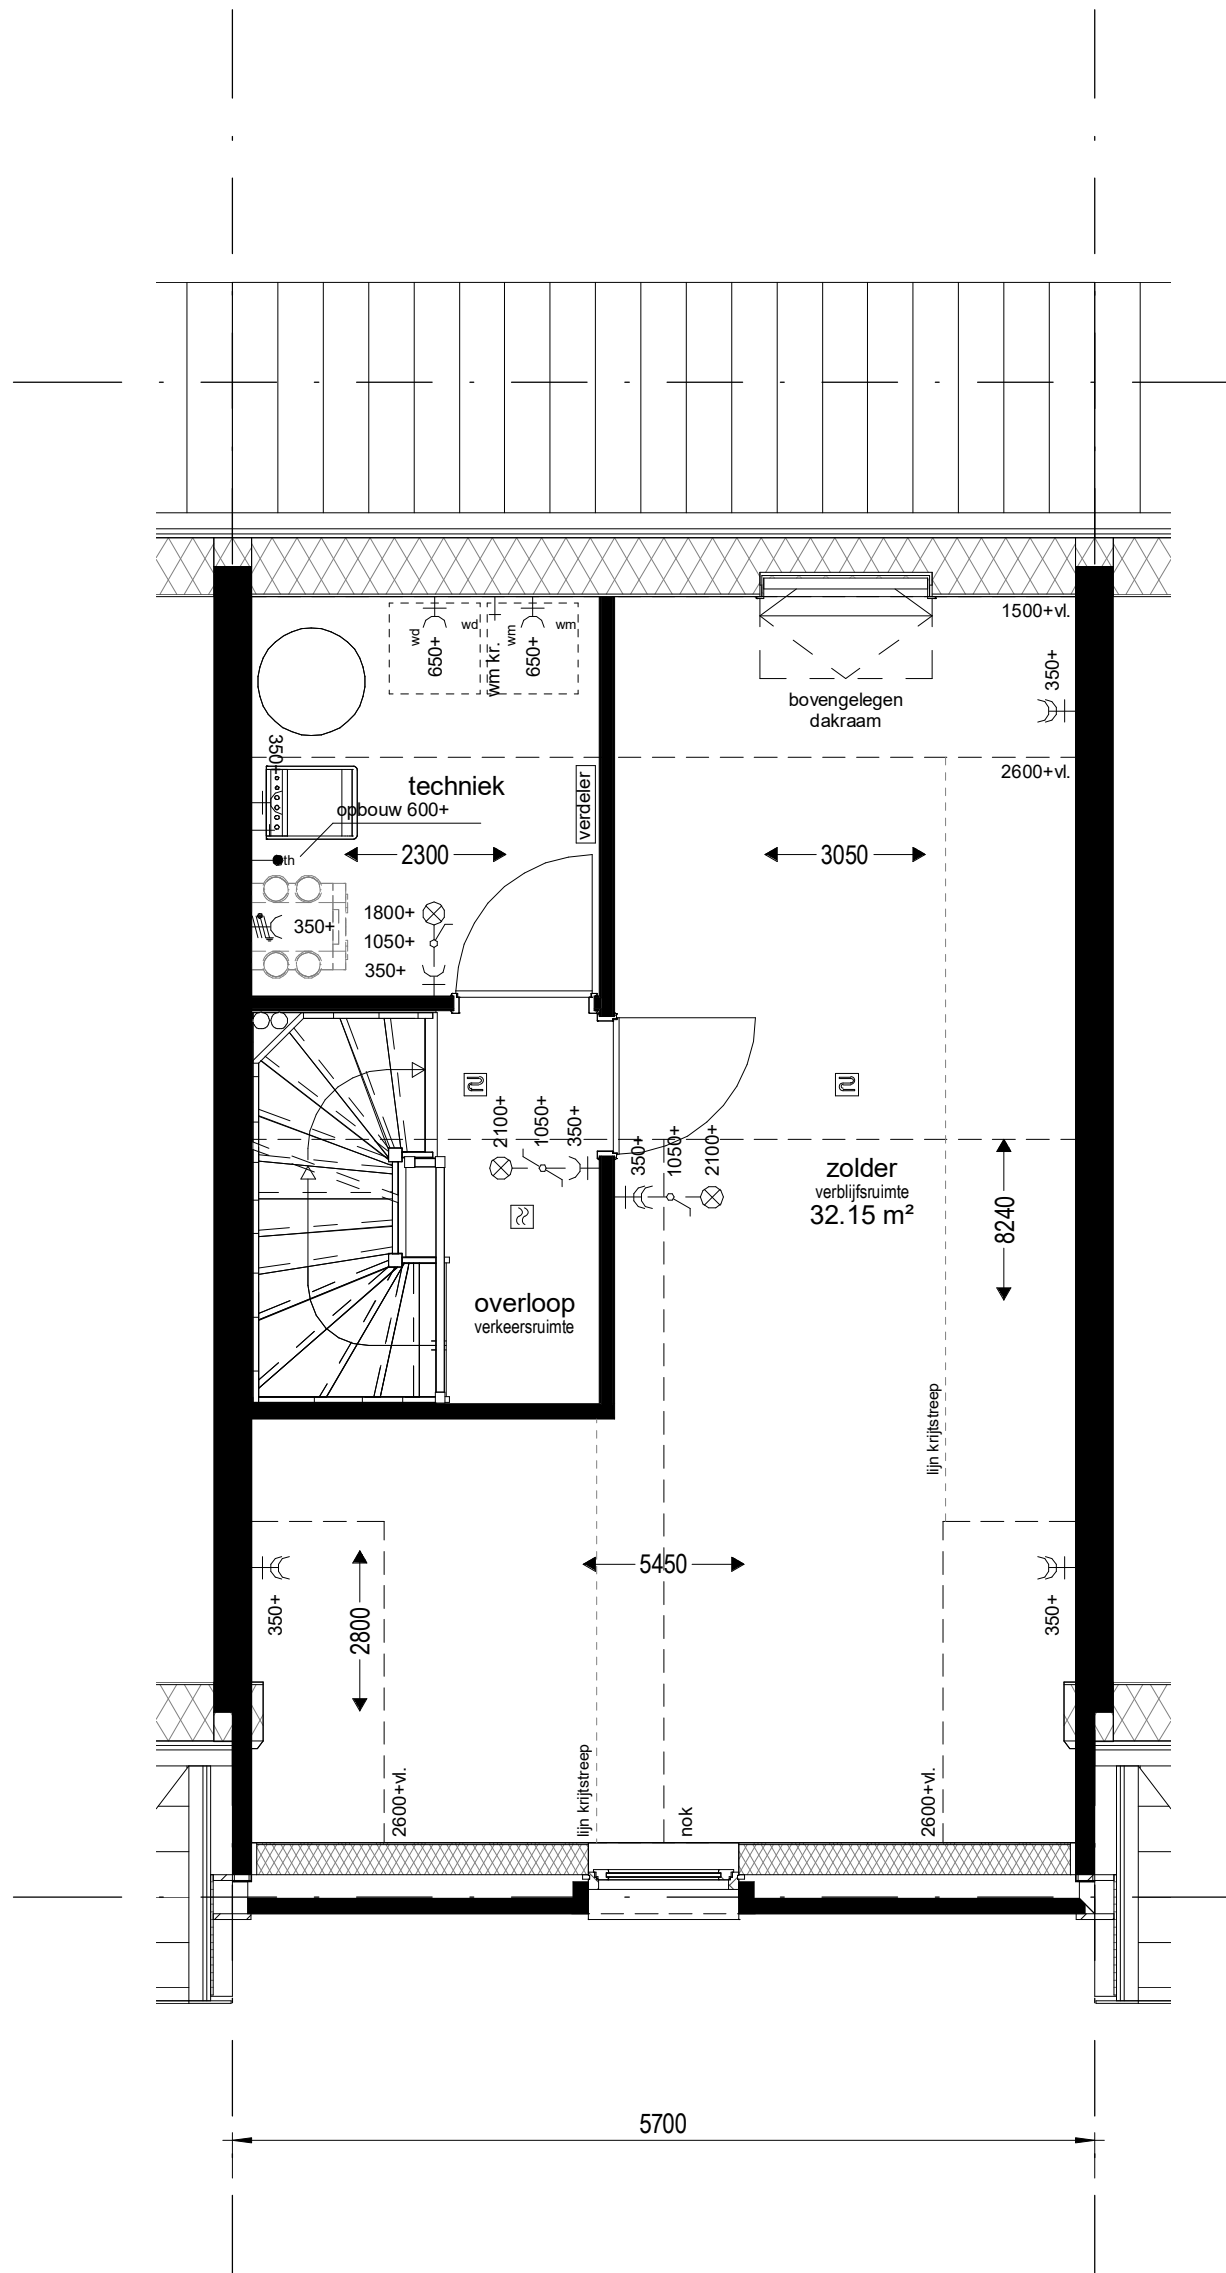 1500+vl.
wd
650+
wd
wm kr.
wm
650+
wm
350+
bovengelegen
dakraam
350+
techniek
opbouw 600+
verdeler
2600+vl.
2300
3050
th
350+
1800+
1050+
350+
2100+
1050+
350+
350+
1050+
2100+
zolder
verblijfsruimte
32.15 m²
8240
overloop
verkeersruimte
lijn krijtstreep
5450
350+
2800
350+
2600+vl.
lijn krijtstreep
nok
2600+vl.
5700